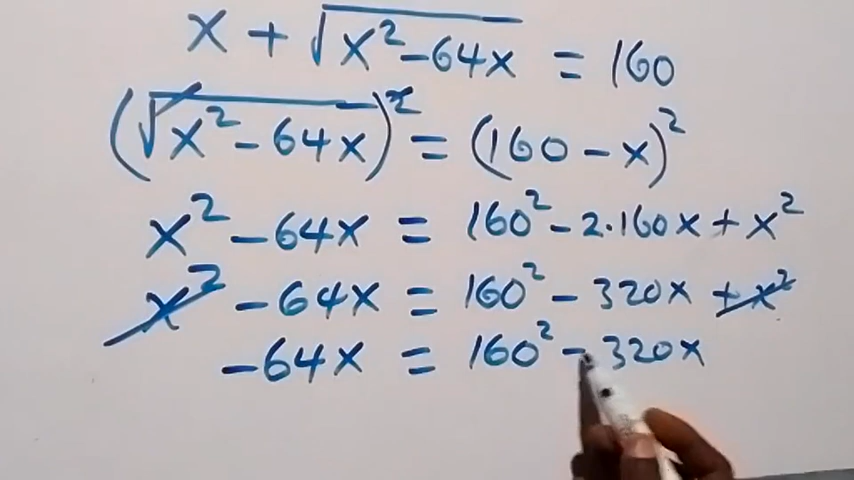 x + √x² - 64x = 160
(√x² - 64x)² = (160 - x)²
x² - 64x = 160² - 2·160x + x²
x² - 64x = 160² - 320x + x²
-64x = 160² - 320x